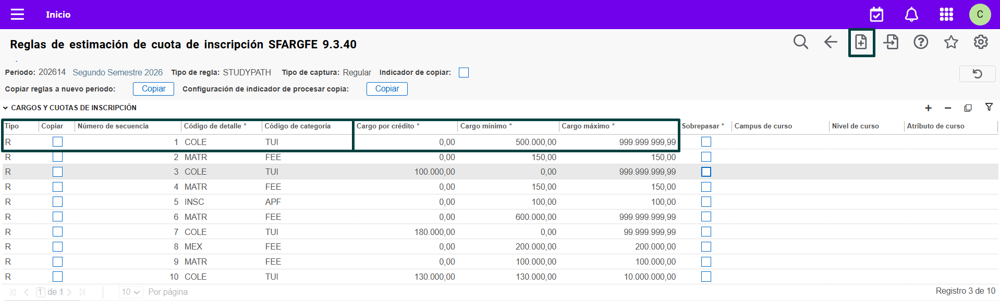 Inicio
C
Reglas de estimación de cuota de inscripción SFARGFE 9.3.40
Periodo: 202614 Segundo Semestre 2026 Tipo de regla: STUDYPATH Tipo de captura: Regular Indicador de copiar:
Copiar reglas a nuevo periodo: Copiar Configuración de indicador de procesar copia: Copiar
CARGOS Y CUOTAS DE INSCRIPCIÓN
Tipo Copiar Número de secuencia Código de detalle * Código de categoría Cargo por crédito * Cargo mínimo * Cargo máximo * Sobrepasar * Campus de curso Nivel de curso Atributo de curso
R 1 COLE TUI 0,00 500.000,00 999.999.999,99
R 2 MATR FEE 0,00 150,00 150,00
R 3 COLE TUI 100.000,00 0,00 999.999.999,99
R 4 MATR FEE 0,00 150,00 150,00
R 5 INSC APF 0,00 100,00 100,00
R 6 MATR FEE 0,00 600.000,00 999.999.999,99
R 7 COLE TUI 180.000,00 0,00 99.999.999,99
R 8 MEX FEE 0,00 200.000,00 200.000,00
R 9 MATR FEE 0,00 100.000,00 100.000,00
R 10 COLE TUI 130.000,00 130.000,00 10.000.000,00
1 de 1 10 Por página Registro 3 de 10